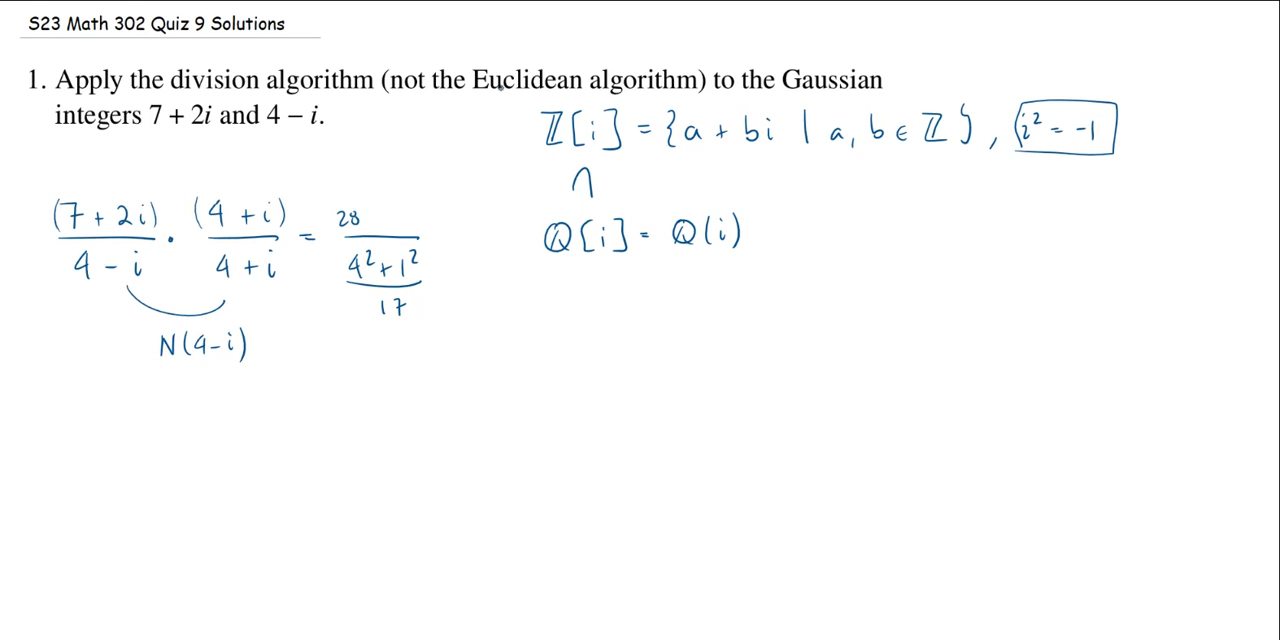 S23 Math 302 Quiz 9 Solutions
1. Apply the division algorithm (not the Euclidean algorithm) to the Gaussian
integers 7 + 2i and 4 − i.
ℤ[i] = {a + bi | a, b ∈ ℤ}, (i² = -1
∩
ℚ[i] = ℚ(i)
(7 + 2i) / 4 - i · (4 + i) / 4 + i = 28 / 4² + 1²
17
N(4-i)